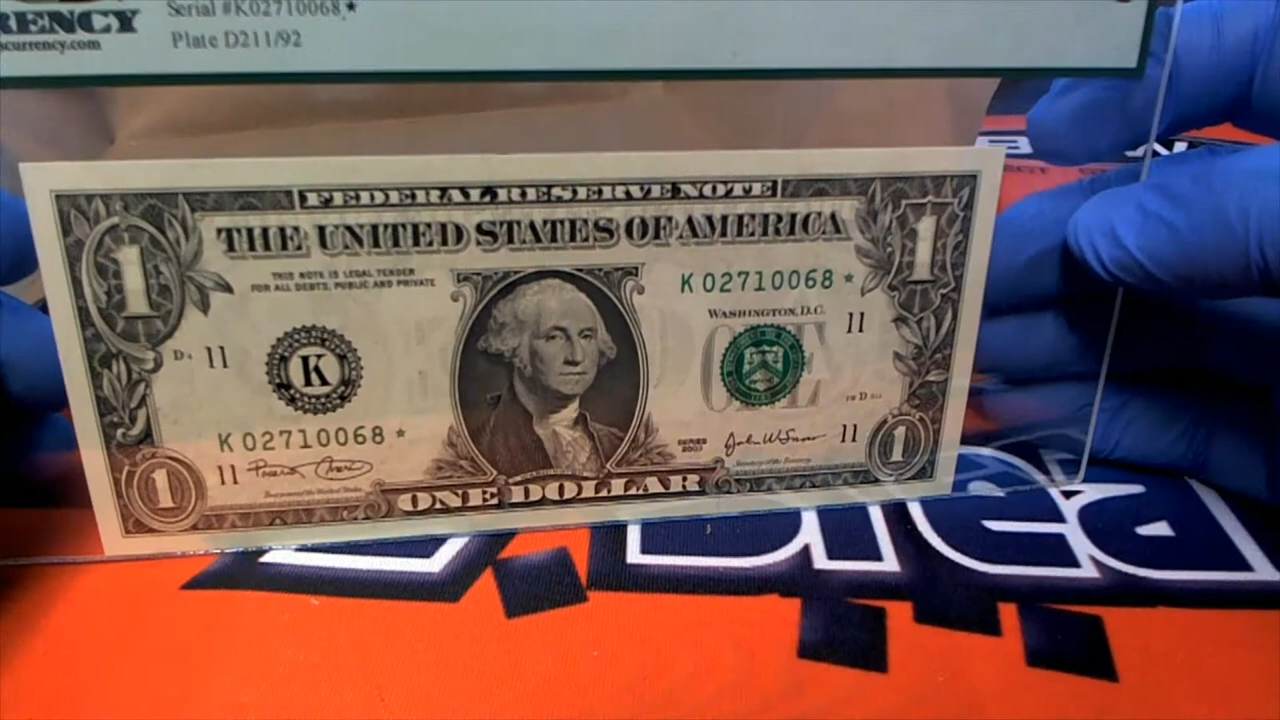 RENCY
scurrency.com
Serial #K02710068★
Plate D211/92
FEDERAL RESERVE NOTE
THE UNITED STATES OF AMERICA
1
1
THIS NOTE IS LEGAL TENDER
FOR ALL DEBTS, PUBLIC AND PRIVATE
K 02710068 ★
WASHINGTON, D.C.
ONE
D4 11
K
11
K 02710068 ★
SERIES
2003
11
11
1
1
ONE DOLLAR